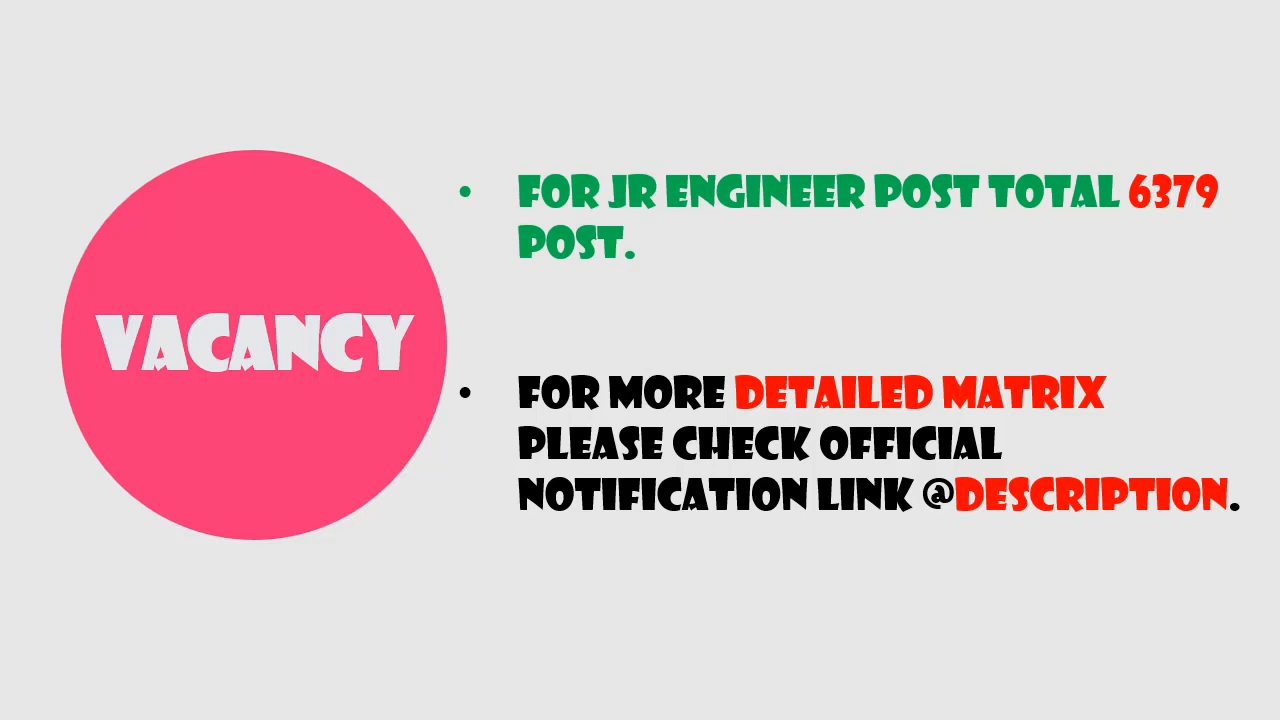 VACANCY
• FOR JR ENGINEER POST TOTAL 6379
POST.
• FOR MORE DETAILED MATRIX
PLEASE CHECK OFFICIAL
NOTIFICATION LINK @DESCRIPTION.